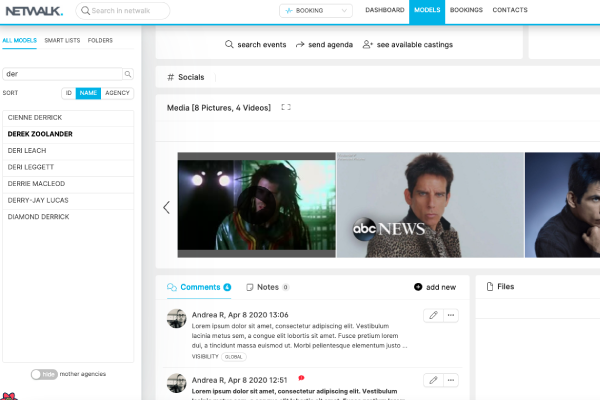 NETWALK.
Search in netwalk
BOOKING
DASHBOARD
MODELS
BOOKINGS
CONTACTS
ALL MODELS
SMART LISTS
FOLDERS
der
SORT
ID
NAME
AGENCY
CIENNE DERRICK
DEREK ZOOLANDER
DERI LEACH
DERI LEGGETT
DERRIE MACLEOD
DERRY-JAY LUCAS
DIAMOND DERRICK
hide mother agencies
search events
send agenda
see available castings
# Socials
Media [8 Pictures, 4 Videos]
abc NEWS
Comments 4
Notes 0
add new
Files
Andrea R, Apr 8 2020 13:06
Lorem ipsum dolor sit amet, consectetur adipiscing elit. Vestibulum
lacinia metus sem, a congue elit lobortis sit amet. Fusce pretium lorem
dui, a tincidunt massa euismod ut. Morbi pellentesque elementum justo ...
VISIBILITY GLOBAL
Andrea R, Apr 8 2020 12:51
Lorem ipsum dolor sit amet, consectetur adipiscing elit. Vestibulum